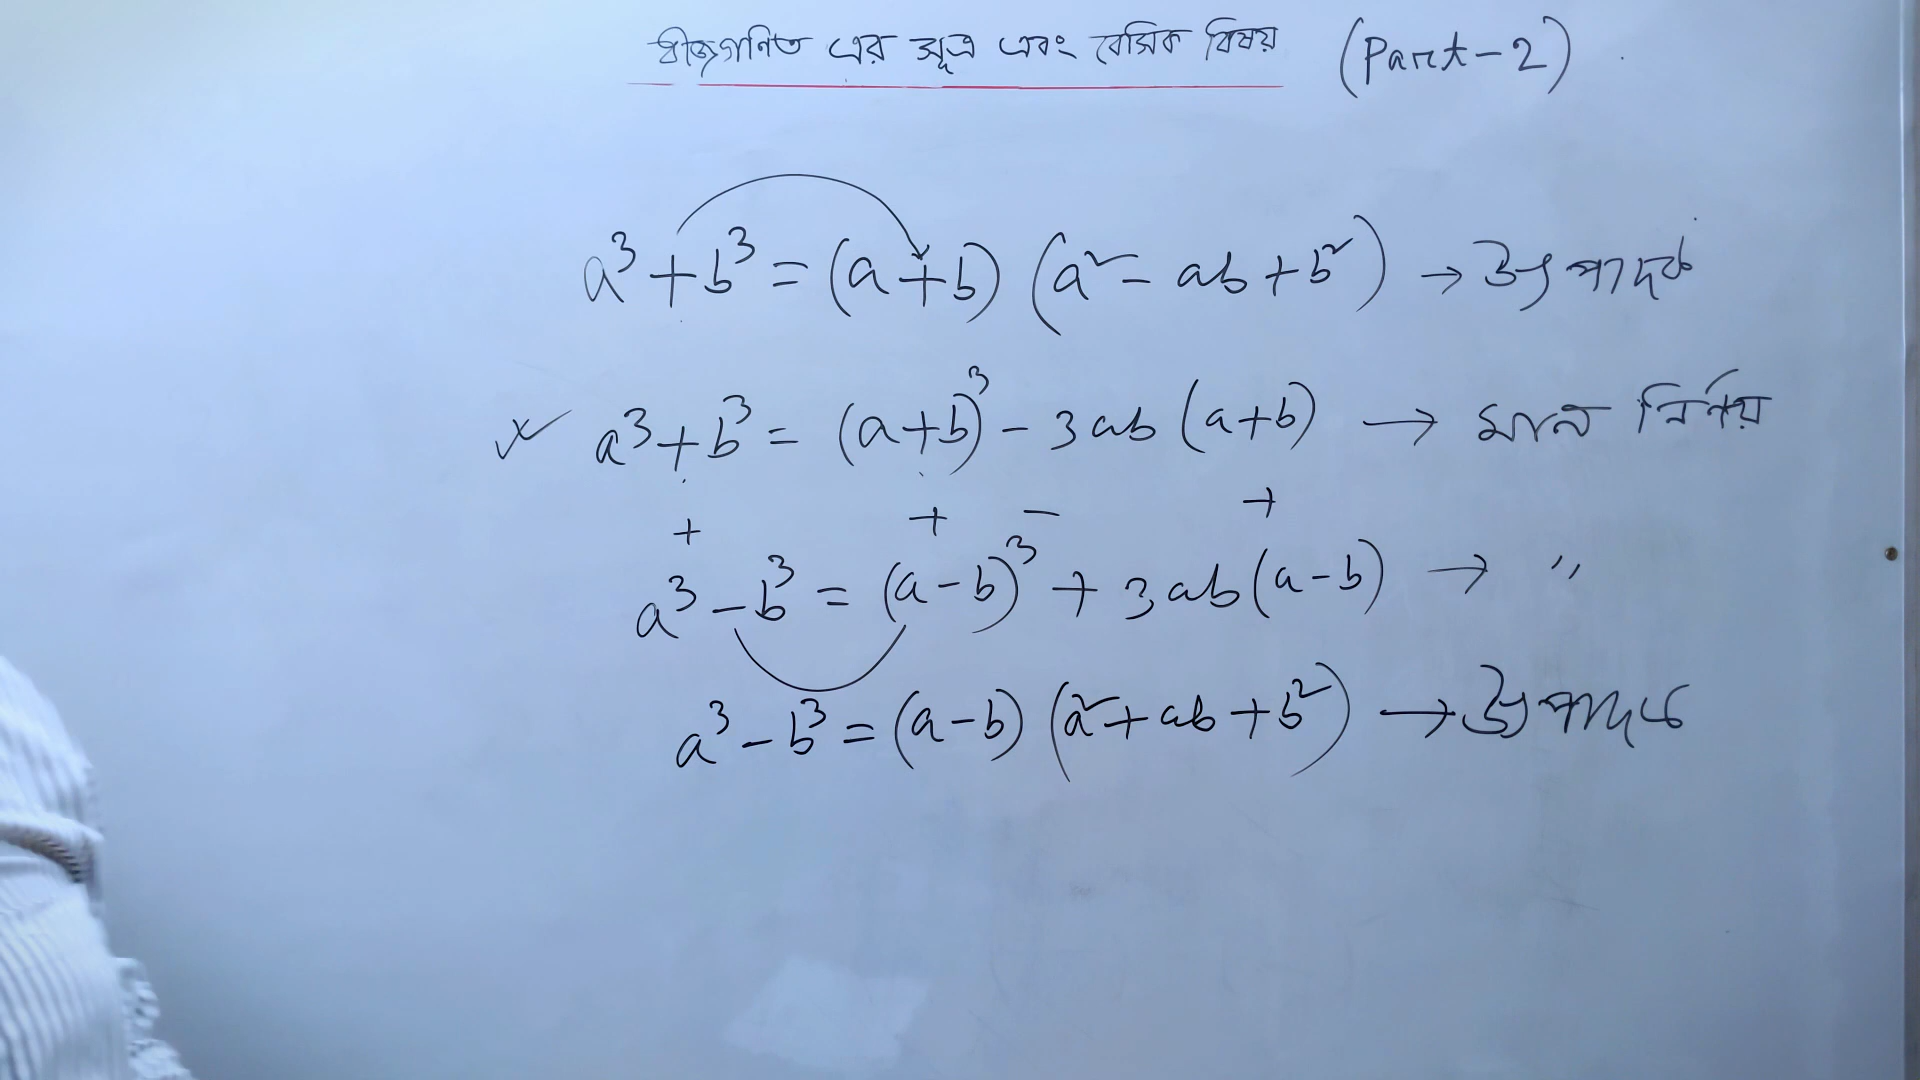 বীজগণিত এর সূত্র এবং বেসিক বিষয় (Part-2)
a³+b³=(a+b) (a²-ab+b²) → উৎপাদক
a³+b³= (a+b)³-3ab (a+b) → মান নির্ণয়
+ + - +
a³-b³ = (a-b)³ + 3ab(a-b) → "
a³-b³=(a-b) (a²+ab+b²) → উৎপাদক